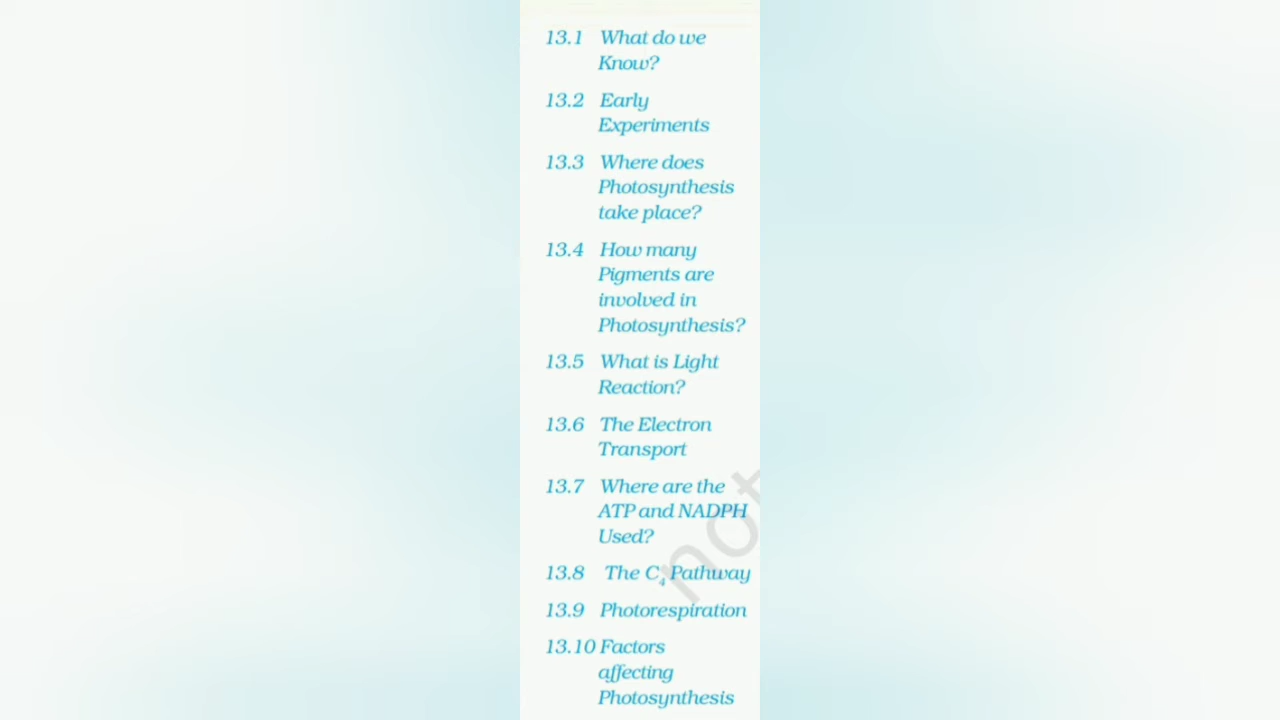 13.1 What do we
Know?
13.2 Early
Experiments
13.3 Where does
Photosynthesis
take place?
13.4 How many
Pigments are
involved in
Photosynthesis?
13.5 What is Light
Reaction?
13.6 The Electron
Transport
13.7 Where are the
ATP and NADPH
Used?
13.8 The C4 Pathway
13.9 Photorespiration
13.10 Factors
affecting
Photosynthesis
not